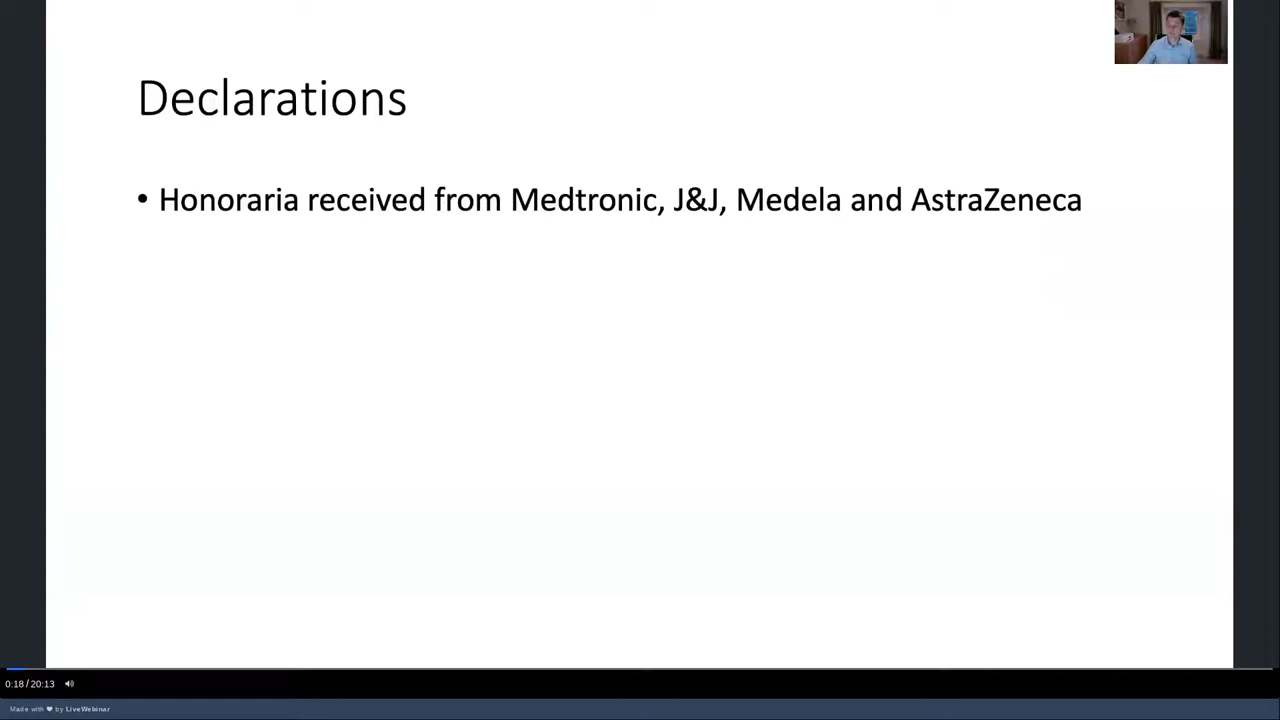 Declarations
• Honoraria received from Medtronic, J&J, Medela and AstraZeneca
0:18 / 20:13
Made with ❤ by LiveWebinar